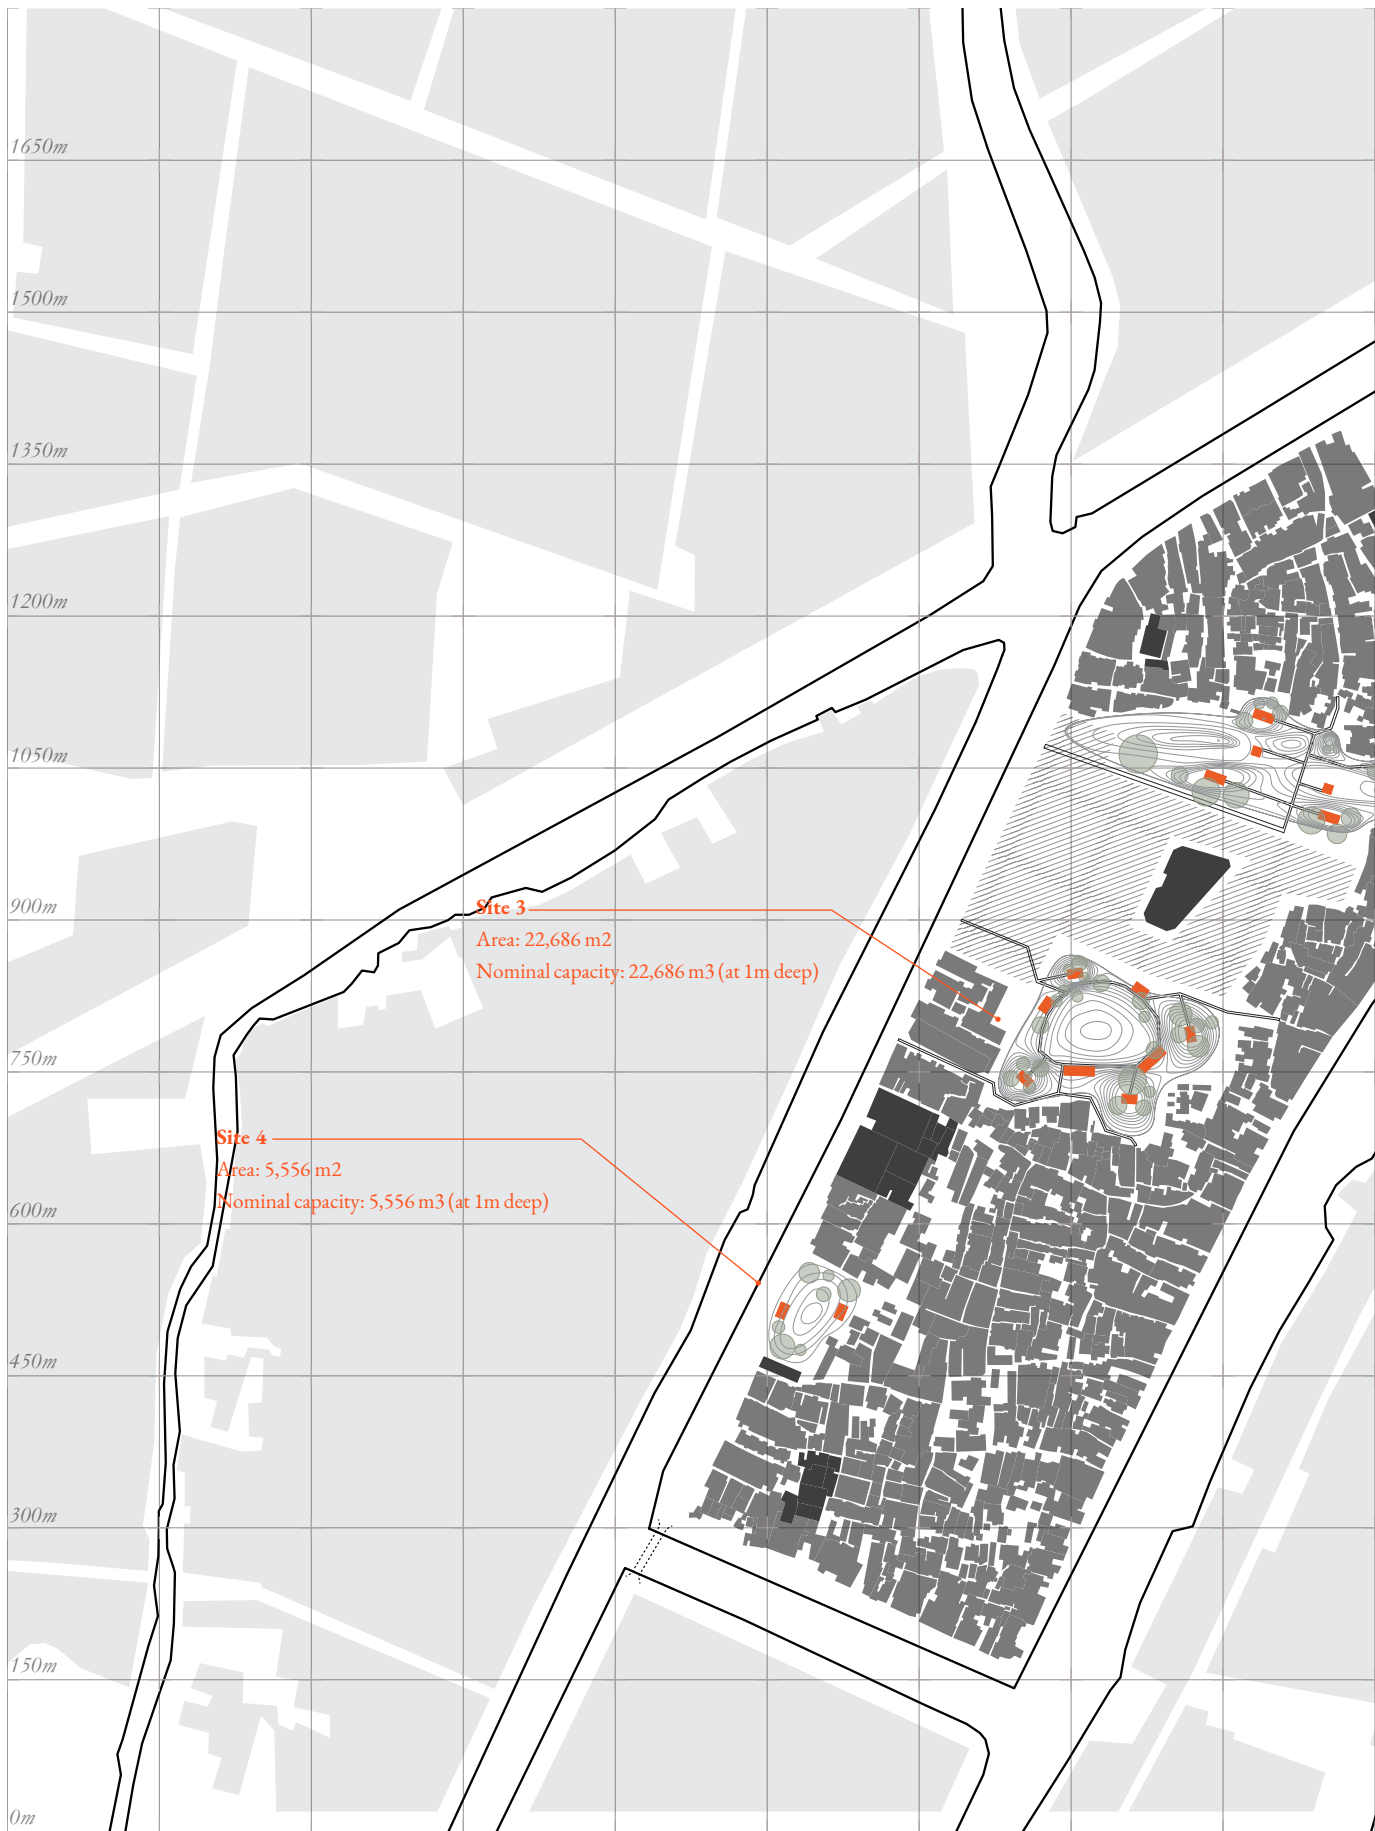 1650m
1500m
1350m
1200m
1050m
900m
Site 3
Area: 22,686 m2
Nominal capacity: 22,686 m3 (at 1m deep)
750m
Site 4
Area: 5,556 m2
Nominal capacity: 5,556 m3 (at 1m deep)
600m
450m
300m
150m
0m